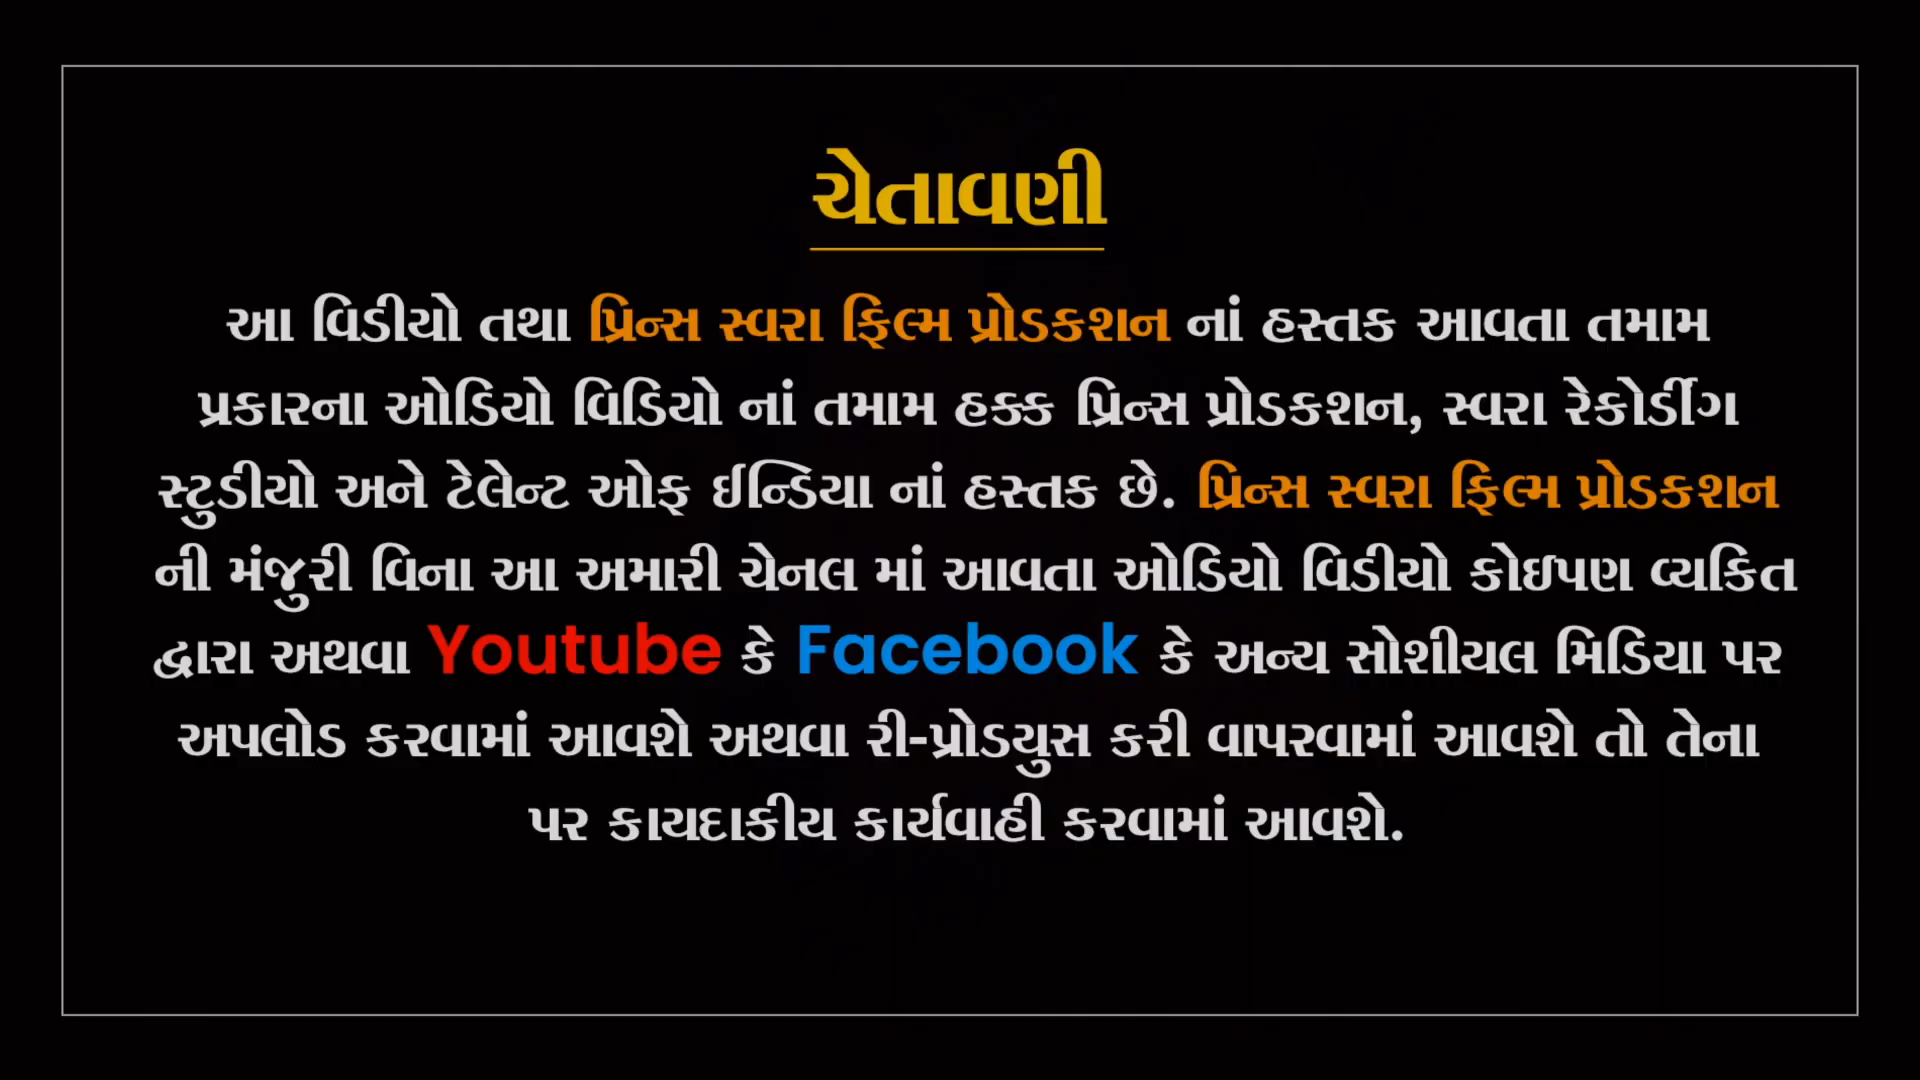 ચેતાવણી
આ વિડીયો તથા પ્રિન્સ સ્વરા ફિલ્મ પ્રોડકશન નાં હસ્તક આવતા તમામ
પ્રકારના ઓડિયો વિડિયો નાં તમામ હક્ક પ્રિન્સ પ્રોડકશન, સ્વરા રેકોર્ડીંગ
સ્ટુડીયો અને ટેલેન્ટ ઓફ ઈન્ડિયા નાં હસ્તક છે. પ્રિન્સ સ્વરા ફિલ્મ પ્રોડકશન
ની મંજુરી વિના આ અમારી ચેનલ માં આવતા ઓડિયો વિડીયો કોઇપણ વ્યકિત
દ્વારા અથવા Youtube કે Facebook કે અન્ય સોશીયલ મિડિયા પર
અપલોડ કરવામાં આવશે અથવા રી-પ્રોડયુસ કરી વાપરવામાં આવશે તો તેના
પર કાયદાકીય કાર્યવાહી કરવામાં આવશે.